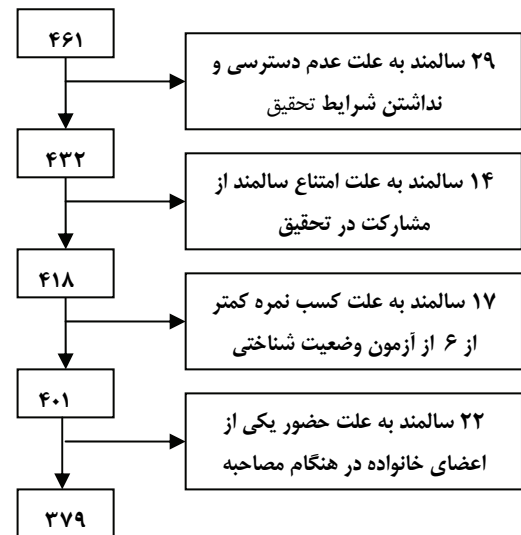 ۴۶۱
۲۹ سالمند به علت عدم دسترسی و
نداشتن شرایط تحقیق
۴۳۲
۱۴ سالمند به علت امتناع سالمند از
مشارکت در تحقیق
۴۱۸
۱۷ سالمند به علت کسب نمره کمتر
از ۶ از آزمون وضعیت شناختی
۴۰۱
۲۲ سالمند به علت حضور یکی از
اعضای خانواده در هنگام مصاحبه
۳۷۹